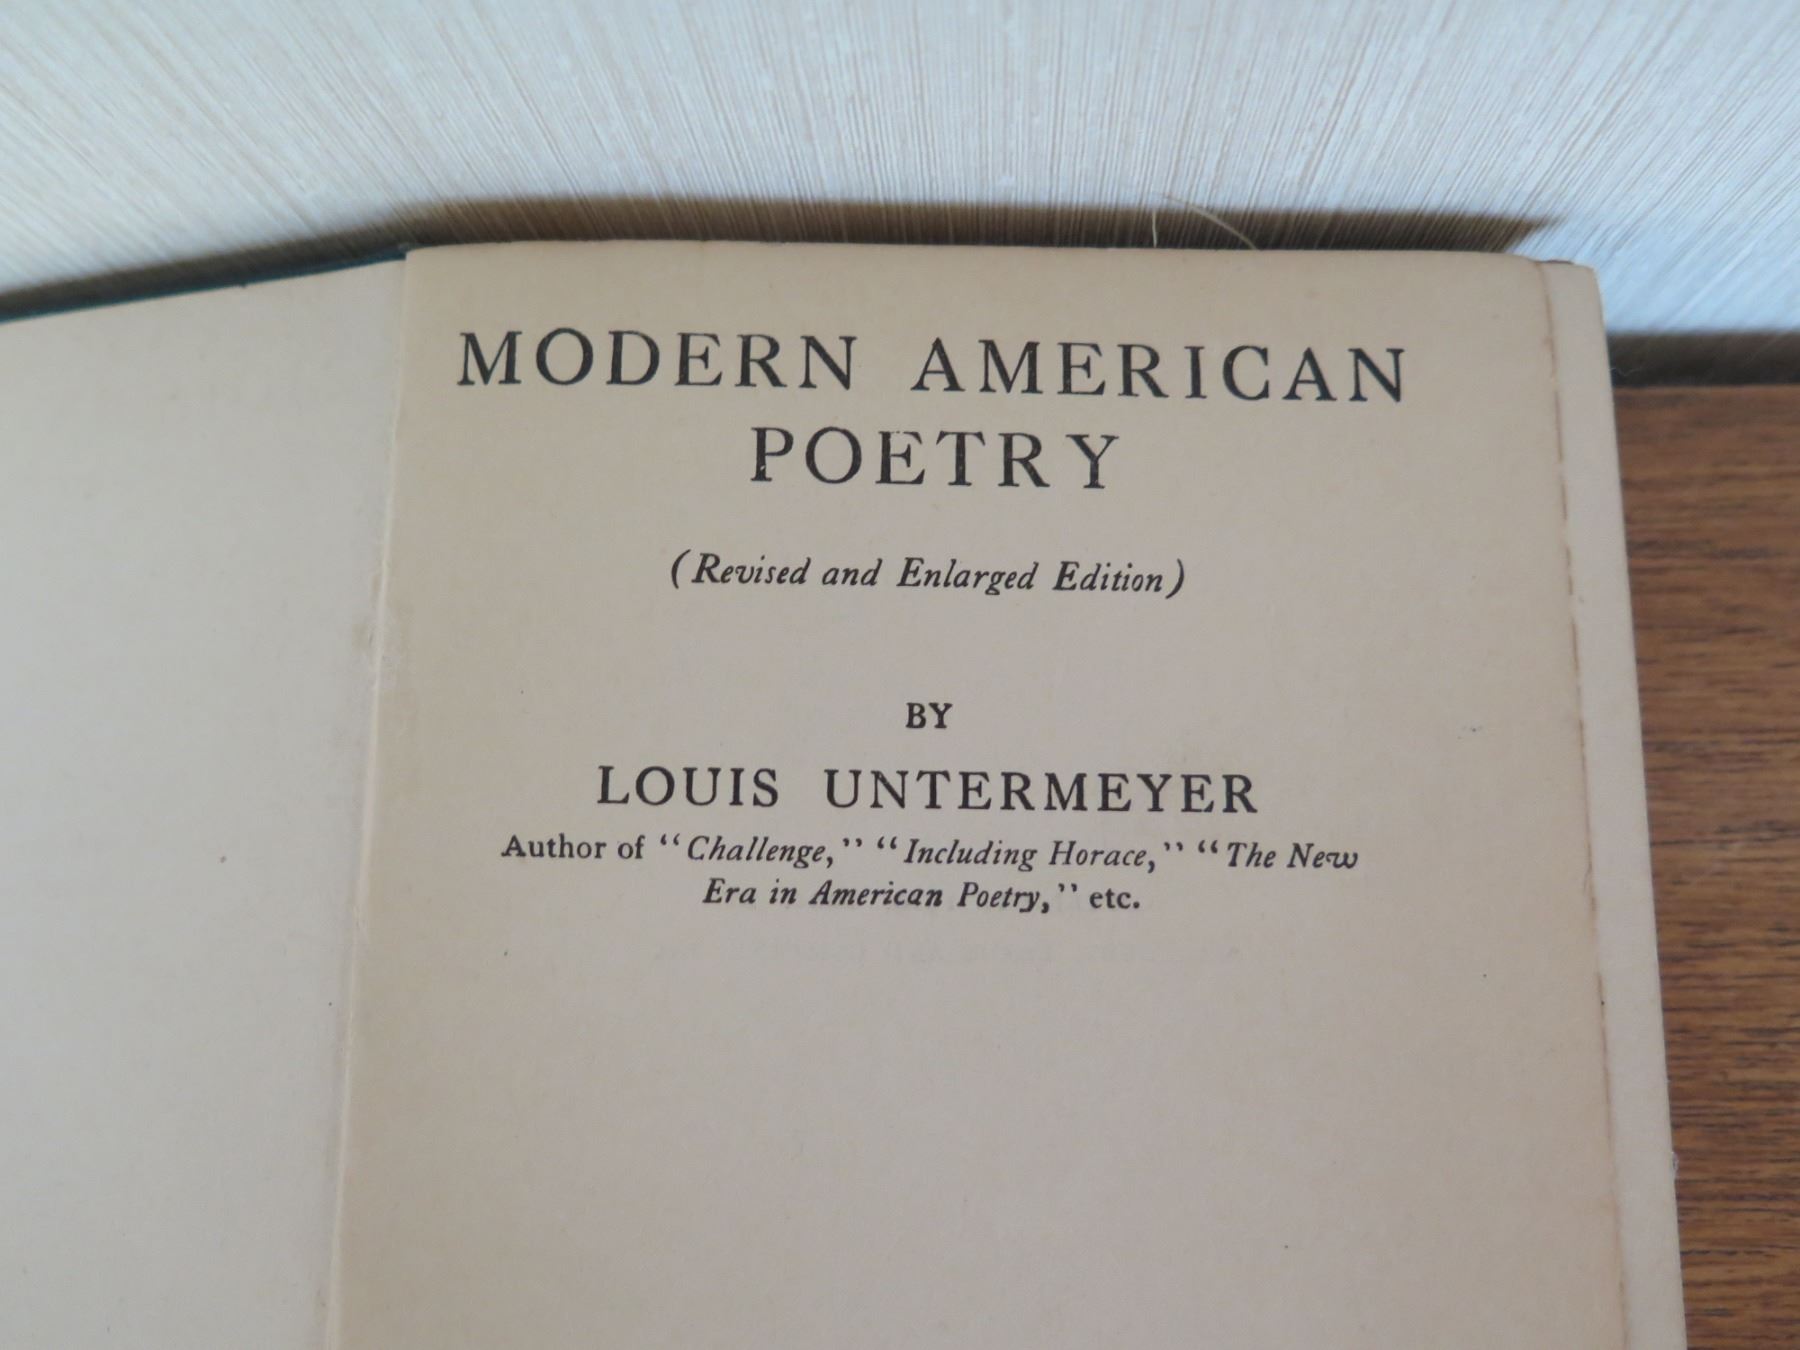 MODERN AMERICAN
POETRY
(Revised and Enlarged Edition)
BY
LOUIS UNTERMEYER
Author of "Challenge," "Including Horace," "The New
Era in American Poetry," etc.